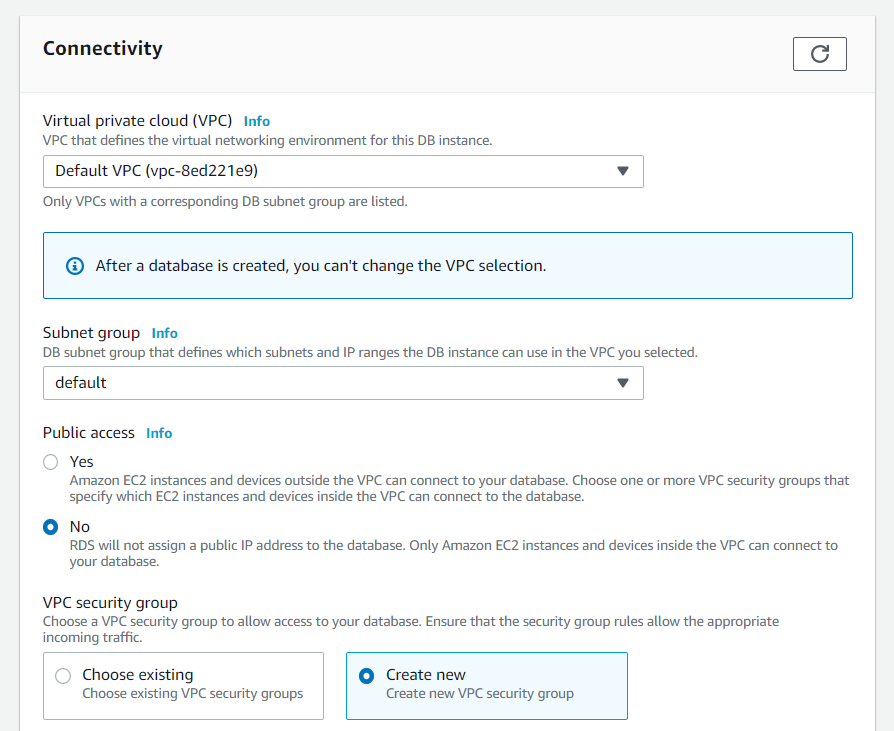 Connectivity
Virtual private cloud (VPC) Info
VPC that defines the virtual networking environment for this DB instance.
Default VPC (vpc-8ed221e9)
Only VPCs with a corresponding DB subnet group are listed.
After a database is created, you can't change the VPC selection.
Subnet group Info
DB subnet group that defines which subnets and IP ranges the DB instance can use in the VPC you selected.
default
Public access Info
Yes
Amazon EC2 instances and devices outside the VPC can connect to your database. Choose one or more VPC security groups that
specify which EC2 instances and devices inside the VPC can connect to the database.
No
RDS will not assign a public IP address to the database. Only Amazon EC2 instances and devices inside the VPC can connect to
your database.
VPC security group
Choose a VPC security group to allow access to your database. Ensure that the security group rules allow the appropriate
incoming traffic.
Choose existing
Choose existing VPC security groups
Create new
Create new VPC security group